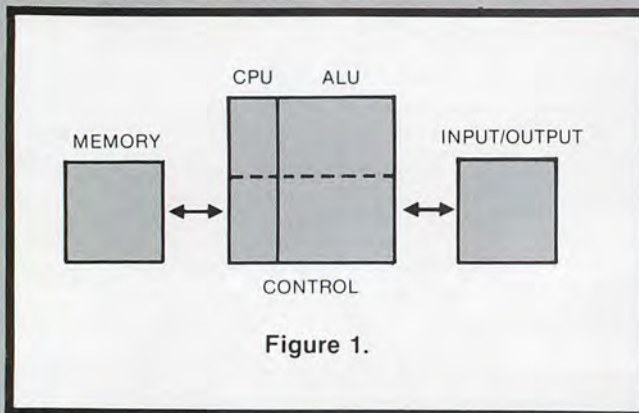 CPU ALU
MEMORY
INPUT/OUTPUT
CONTROL
Figure 1.